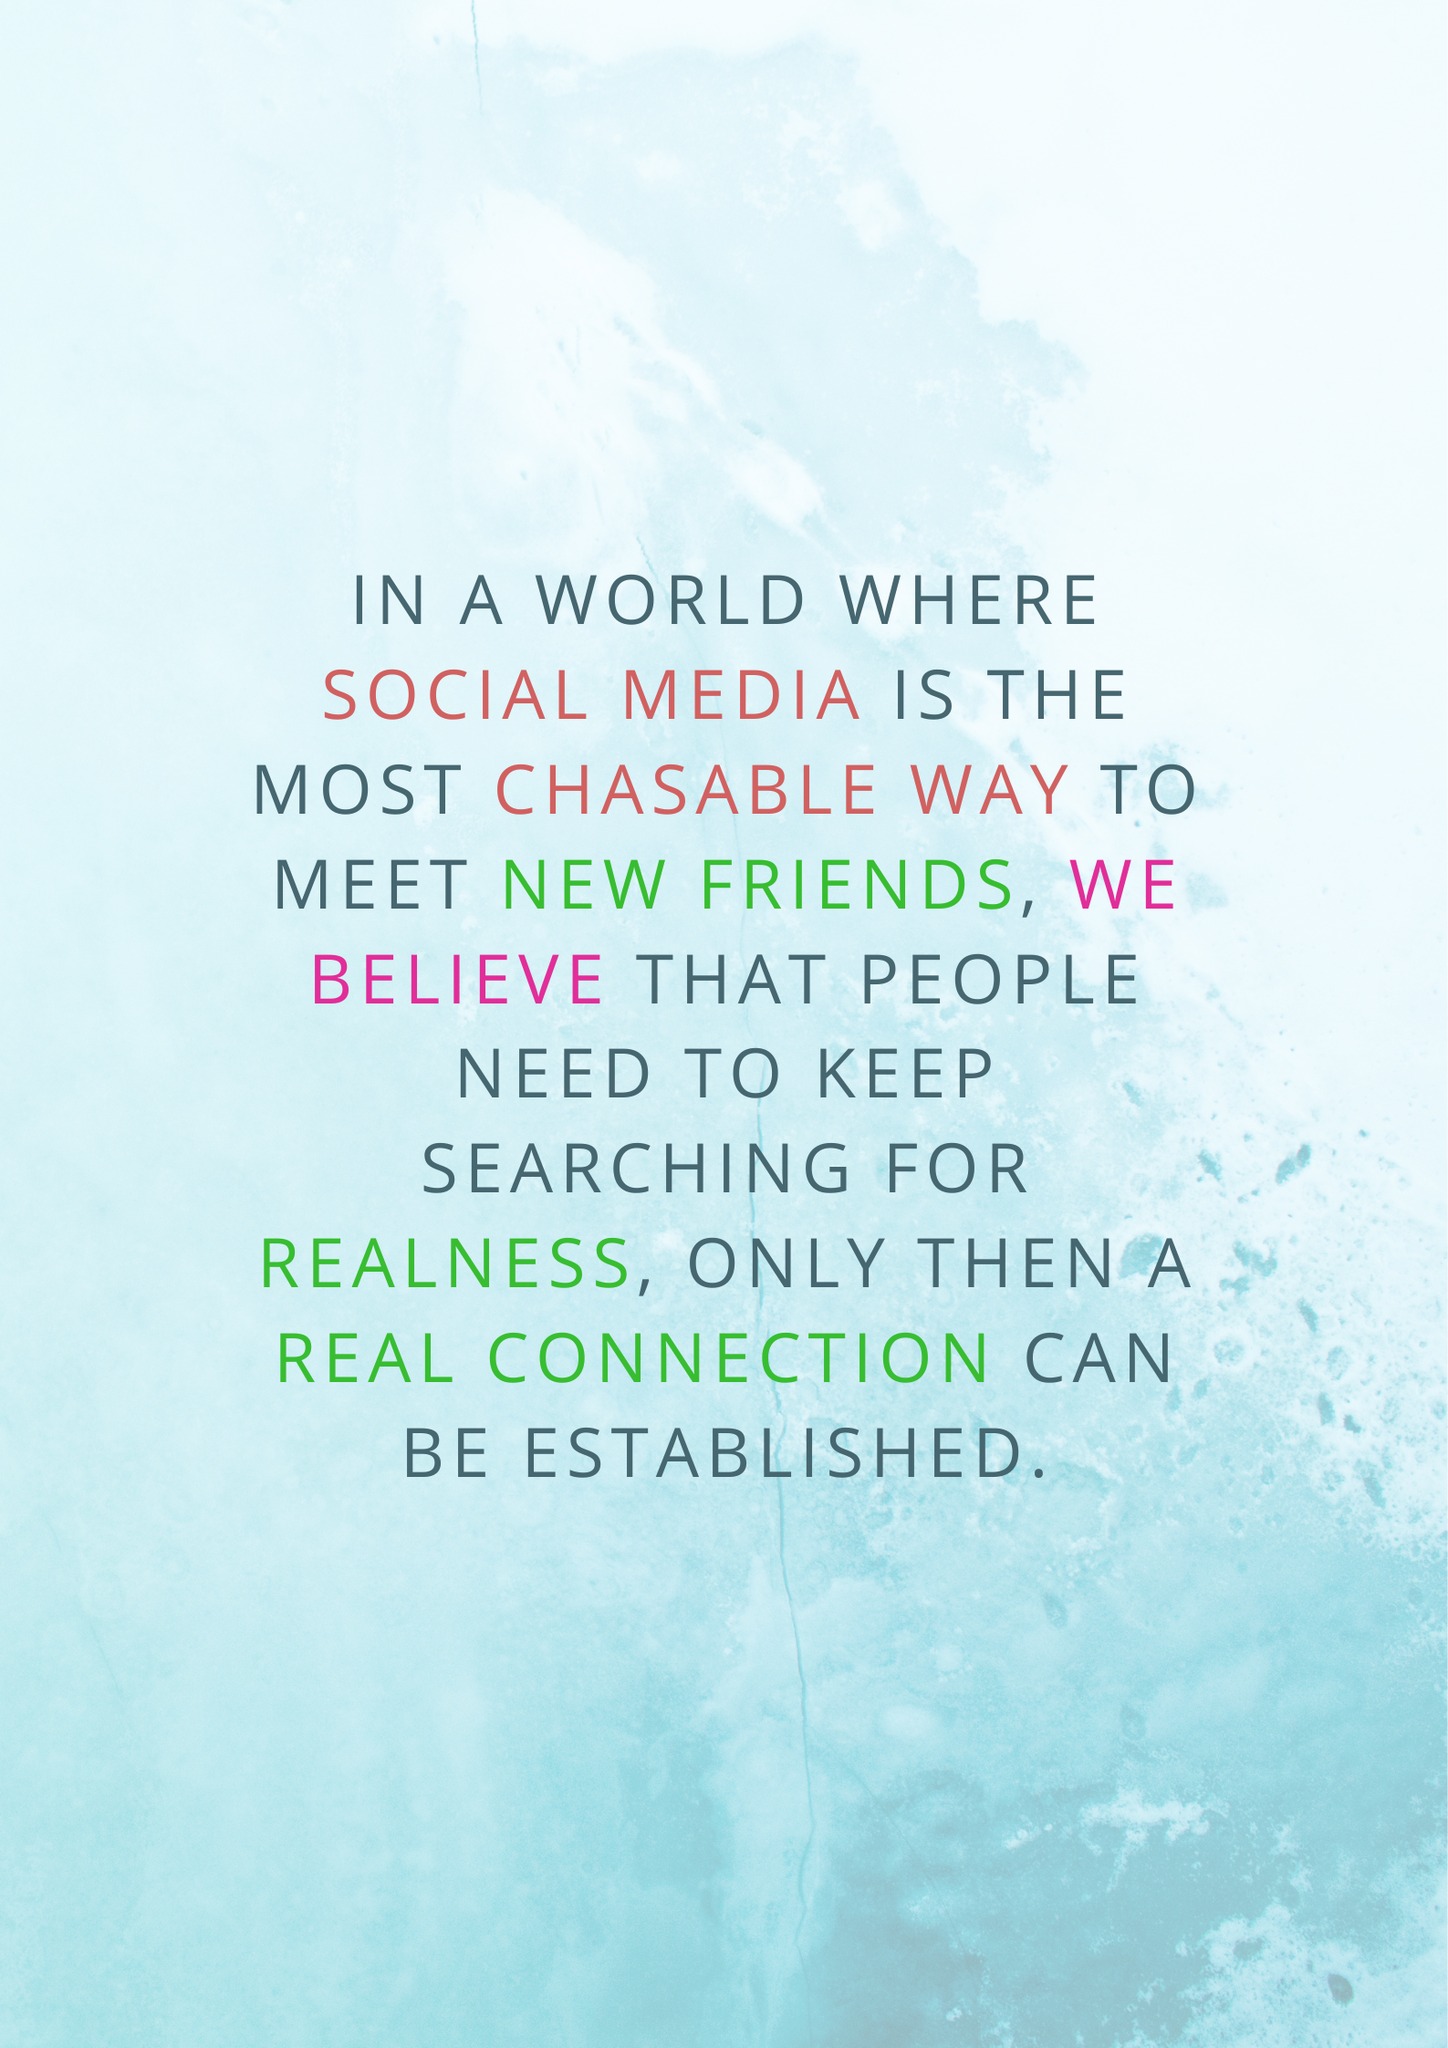 IN A WORLD WHERE
SOCIAL MEDIA IS THE
MOST CHASABLE WAY TO
MEET NEW FRIENDS, WE
BELIEVE THAT PEOPLE
NEED TO KEEP
SEARCHING FOR
REALNESS, ONLY THEN A
REAL CONNECTION CAN
BE ESTABLISHED.